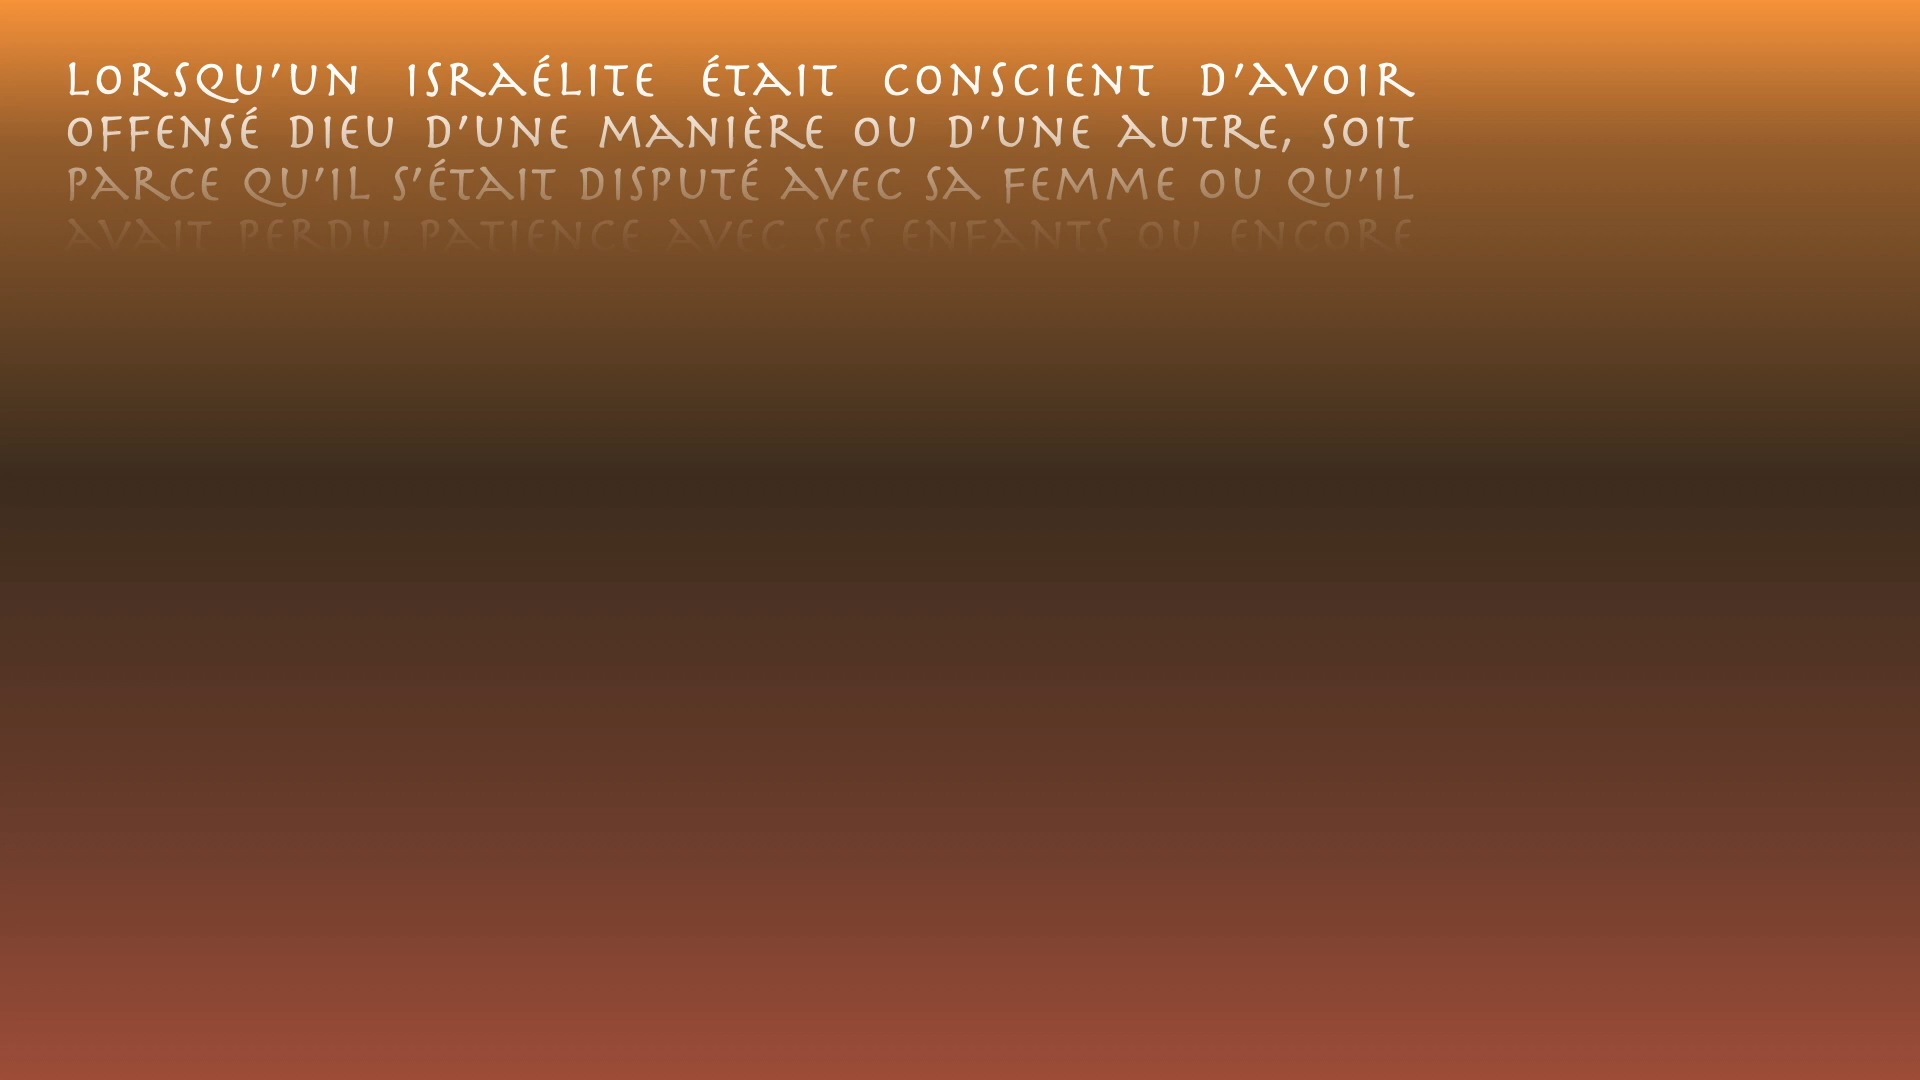 LORSQU’UN ISRAÉLITE ÉTAIT CONSCIENT D’AVOIR
OFFENSÉ DIEU D’UNE MANIÈRE OU D’UNE AUTRE, SOIT
PARCE QU’IL S’ÉTAIT DISPUTÉ AVEC SA FEMME OU QU’IL
AVAIT PERDU PATIENCE AVEC SES ENFANTS OU ENCORE